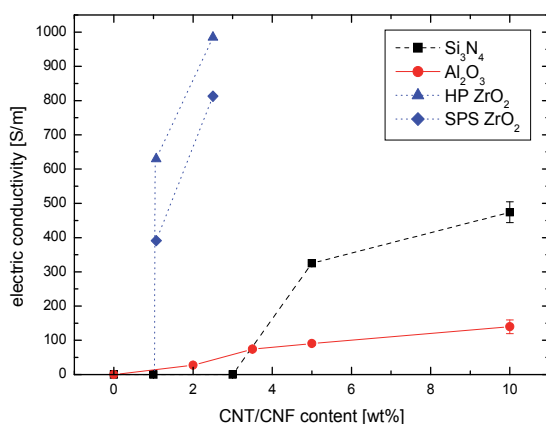 1000
900
800
700
600
500
400
300
200
100
0
electric conductivity [S/m]
Si₃N₄
Al₂O₃
HP ZrO₂
SPS ZrO₂
0 2 4 6 8 10
CNT/CNF content [wt%]